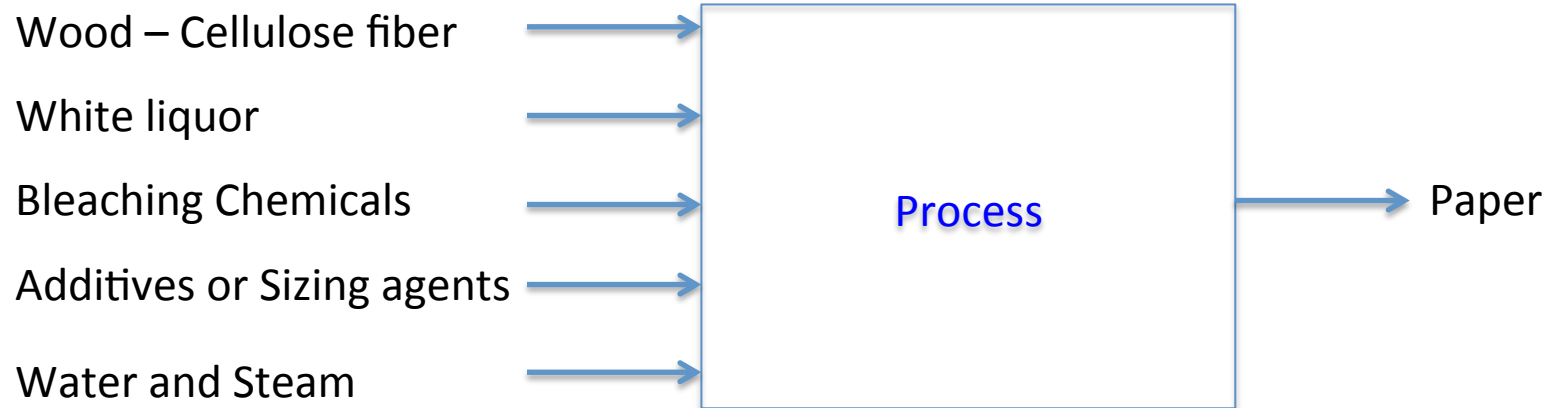 Wood – Cellulose fiber
White liquor
Bleaching Chemicals
Additives or Sizing agents
Water and Steam
Process
Paper